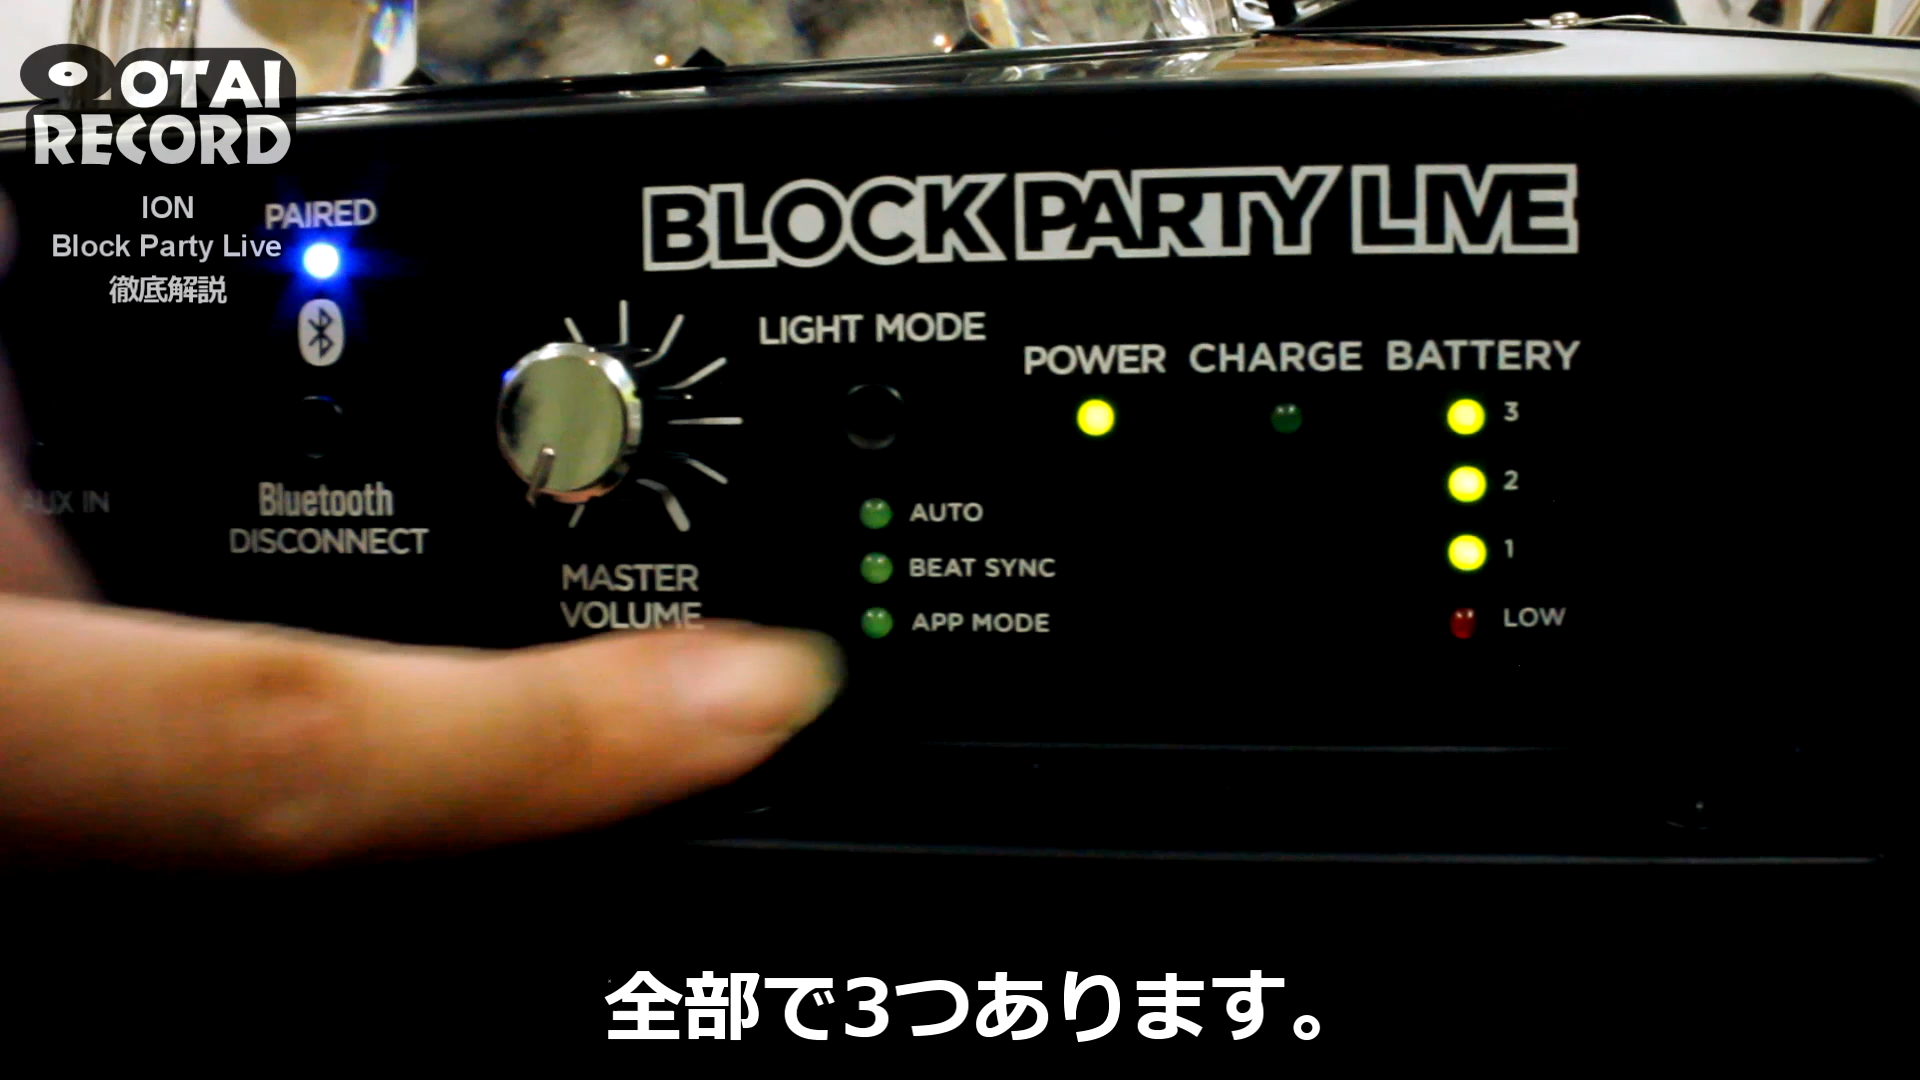 OTAI
RECORD
ION
Block Party Live
徹底解説
PAIRED
BLOCK PARTY LIVE
LIGHT MODE
POWER CHARGE BATTERY
3
2
1
LOW
AUTO
BEAT SYNC
APP MODE
AUX IN
Bluetooth
DISCONNECT
MASTER
VOLUME
全部で3つあります。